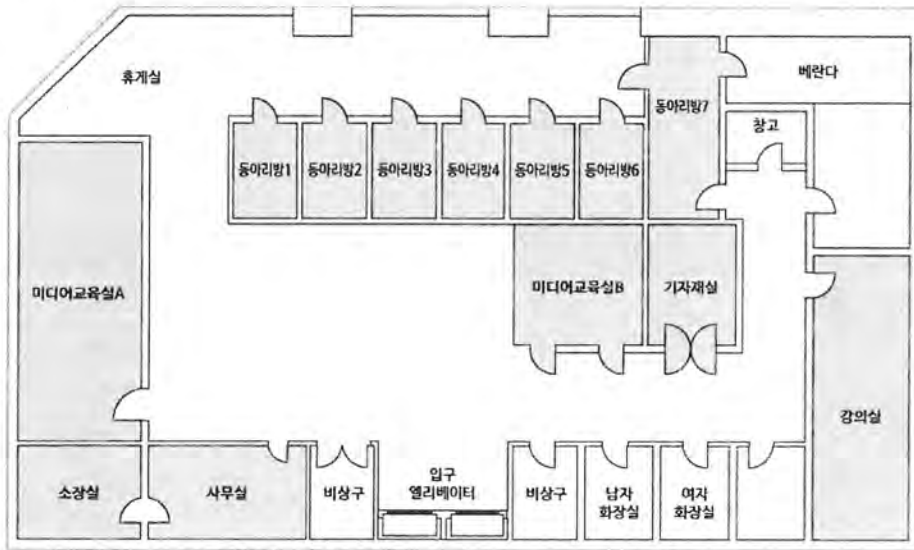 휴게실
베란다
동아리방7
창고
동아리방1
동아리방2
동아리방3
동아리방4
동아리방5
동아리방6
미디어교육실A
미디어교육실B
기자재실
강의실
소장실
사무실
비상구
입구
엘리베이터
비상구
남자
화장실
여자
화장실